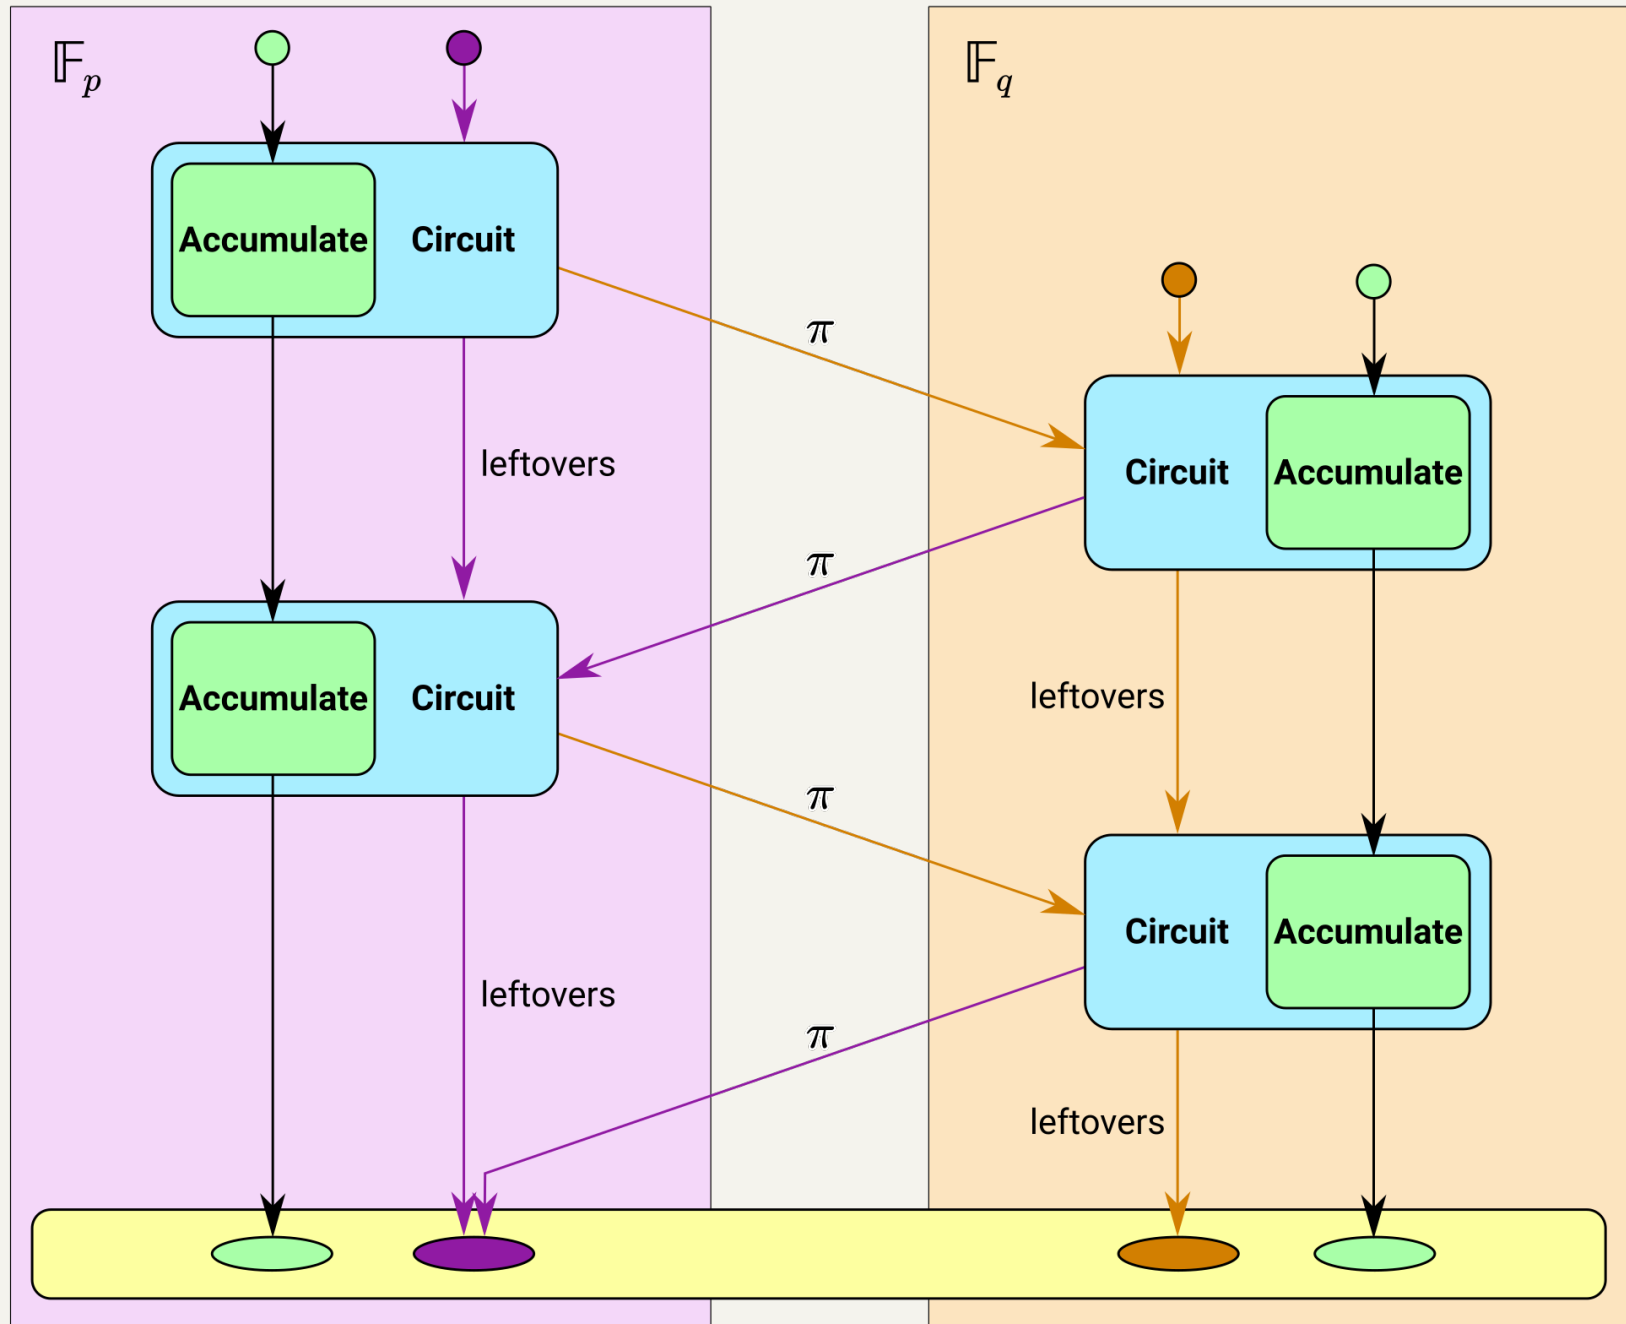 𝔽p
𝔽q
Accumulate Circuit
π
leftovers
Circuit Accumulate
π
leftovers
Accumulate Circuit
π
Circuit Accumulate
leftovers
π
leftovers